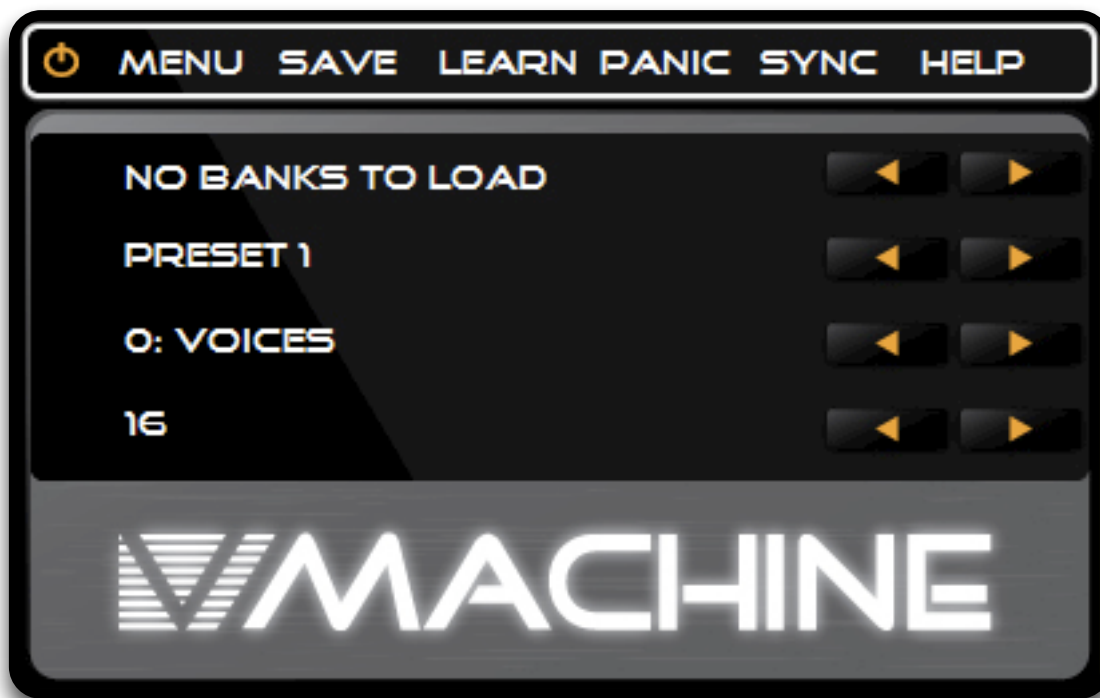 MENU SAVE LEARN PANIC SYNC HELP
NO BANKS TO LOAD
PRESET 1
0: VOICES
16
VMACHINE